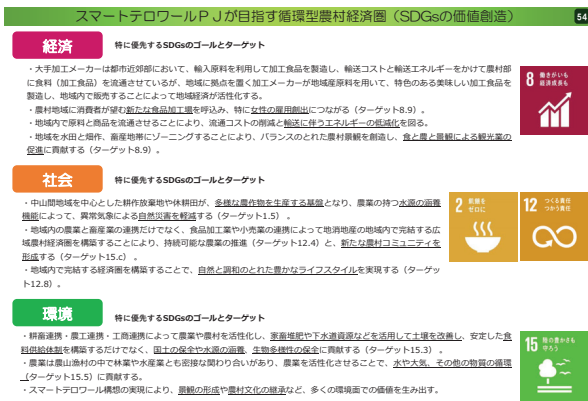 スマートテロワールＰＪが目指す循環型農村経済圏（SDGsの価値創造）
54
経済
特に優先するSDGsのゴールとターゲット
・大手加工メーカーは都市近郊部において、輸入原料を利用して加工食品を製造し、輸送コストと輸送エネルギーをかけて農村部
に食料（加工食品）を流通させているが、地域に拠点を置く加工メーカーが地域産原料を用いて、特色のある美味しい加工食品を
製造し、地域内で販売することによって地域経済が活性化する。
・農村地域に消費者が望む新たな食品加工場を呼込み、特に女性の雇用創出につながる（ターゲット8.9）。
・地域内で原料と商品を流通させることにより、流通コストの削減と輸送に伴うエネルギーの低減化を図る。
・地域を水田と畑作、畜産地帯にゾーニングすることにより、バランスのとれた農村景観を創造し、食と農と景観による観光業の
促進に貢献する（ターゲット8.9）。
8 働きがいも
経済成長も
社会
特に優先するSDGsのゴールとターゲット
・中山間地域を中心とした耕作放棄地や休耕田が、多様な農作物を生産する基盤となり、農業の持つ水源の涵養
機能によって、異常気象による自然災害を軽減する（ターゲット1.5）。
・地域内の農業と畜産業の連携だけでなく、食品加工業や小売業の連携によって地消地産の地域内で完結する広
域農村経済圏を構築することにより、持続可能な農業の推進（ターゲット12.4）と、新たな農村コミュニティを
形成する（ターゲット15.c）。
・地域内で完結する経済圏を構築することで、自然と調和のとれた豊かなライフスタイルを実現する（ターゲッ
ト12.8）。
2 飢餓を
ゼロに
12 つくる責任
つかう責任
環境
特に優先するSDGsのゴールとターゲット
・耕畜連携・農工連携・工商連携によって農業や農村を活性化し、家畜堆肥や下水道資源などを活用して土壌を改善し、安定した食
料供給体制を構築するだけでなく、国土の保全や水源の涵養、生物多様性の保全に貢献する（ターゲット15.3）。
・農業は農山漁村の中で林業や水産業とも密接な関わり合いがあり、農業を活性化させることで、水や大気、その他の物質の循環
（ターゲット15.5）に貢献する。
・スマートテロワール構想の実現により、景観の形成や農村文化の継承など、多くの環境面での価値を生み出す。
15 陸の豊かさも
守ろう